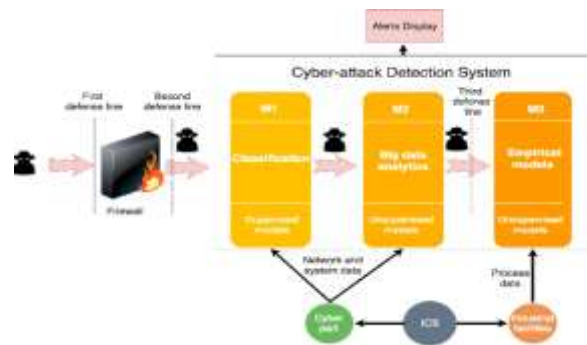 Alerts Display
Cyber-attack Detection System
First
defense line
Second
defense line
Third
defense
line
Firewall
M1
Classification
Supervised
models
M2
Big data
analytics
Unsupervised
models
M3
Empirical
models
Unsupervised
models
Network and
system data
Process
data
Cyber
part
ICS
Industrial
facilities